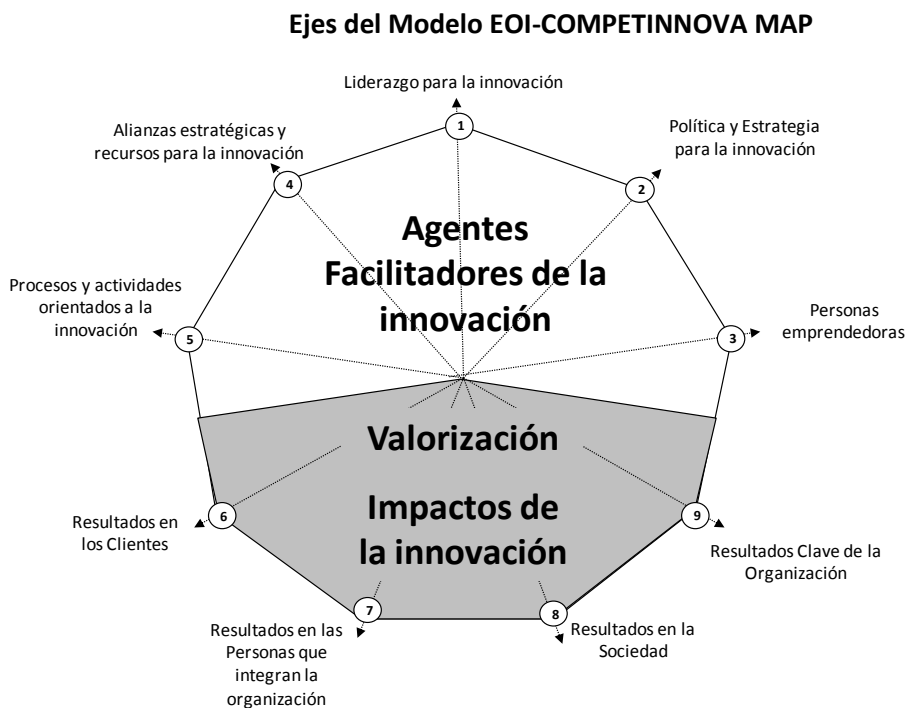 Ejes del Modelo EOI-COMPETINNOVA MAP
Liderazgo para la innovación
1
Alianzas estratégicas y
recursos para la innovación
4
Política y Estrategia
para la innovación
2
Agentes
Facilitadores de la
innovación
Procesos y actividades
orientados a la
innovación
5
Personas
emprendedoras
3
Valorización
Impactos de
la innovación
6
Resultados en
los Clientes
9
Resultados Clave de la
Organización
7
Resultados en las
Personas que
integran la
organización
8
Resultados en la
Sociedad